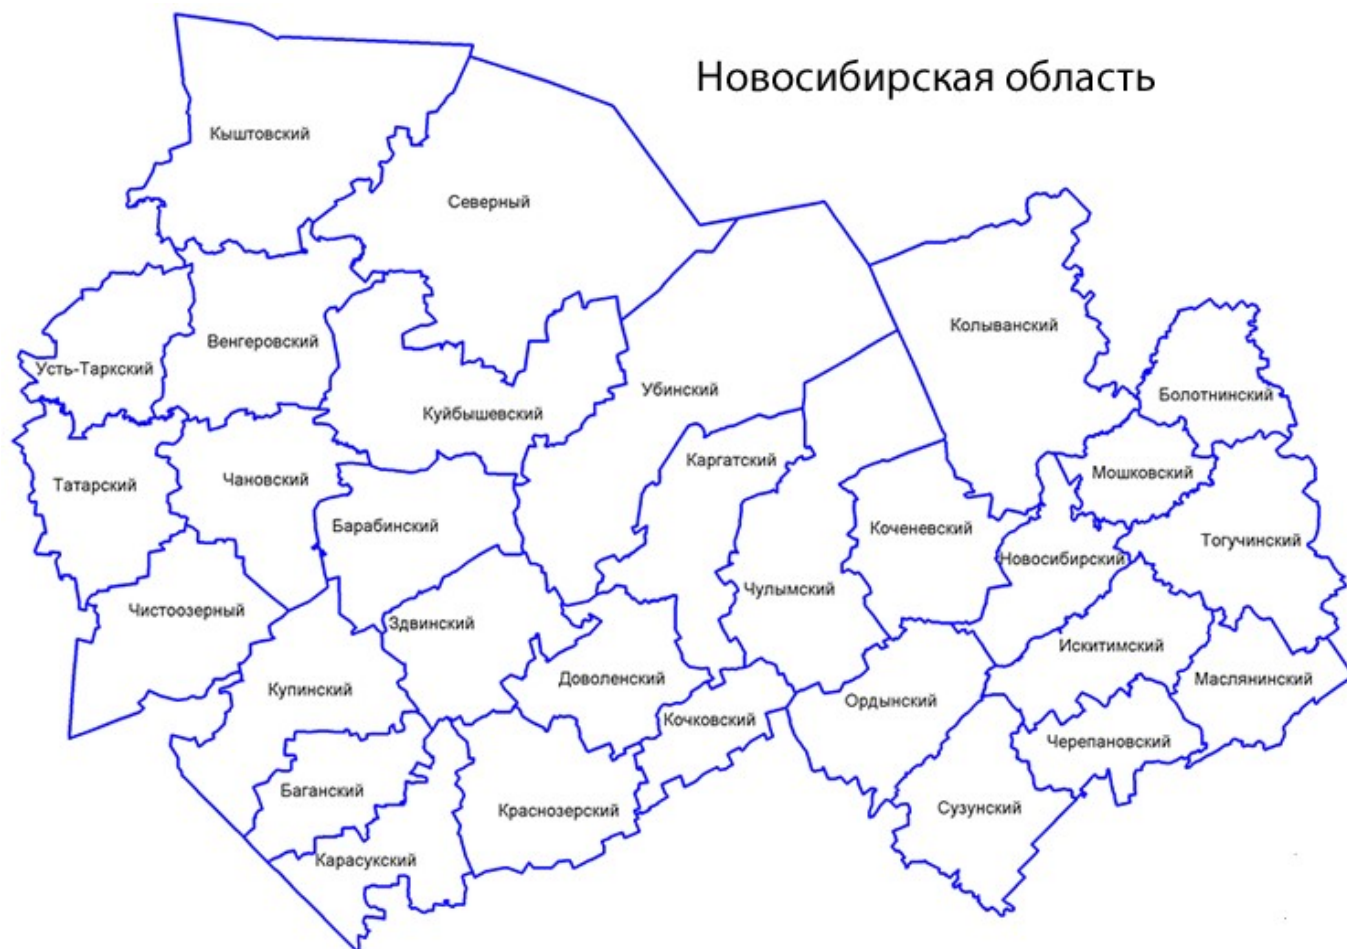 Новосибирская область
Кыштовский
Северный
Колыванский
Венгеровский
Усть-Таркский
Убинский
Болотнинский
Куйбышевский
Каргатский
Мошковский
Татарский
Чановский
Барабинский
Коченевский
Тогучинский
Новосибирский
Чулымский
Чистоозерный
Здвинский
Искитимский
Доволенский
Маслянинский
Купинский
Ордынский
Кочковский
Черепановский
Баганский
Сузунский
Краснозерский
Карасукский